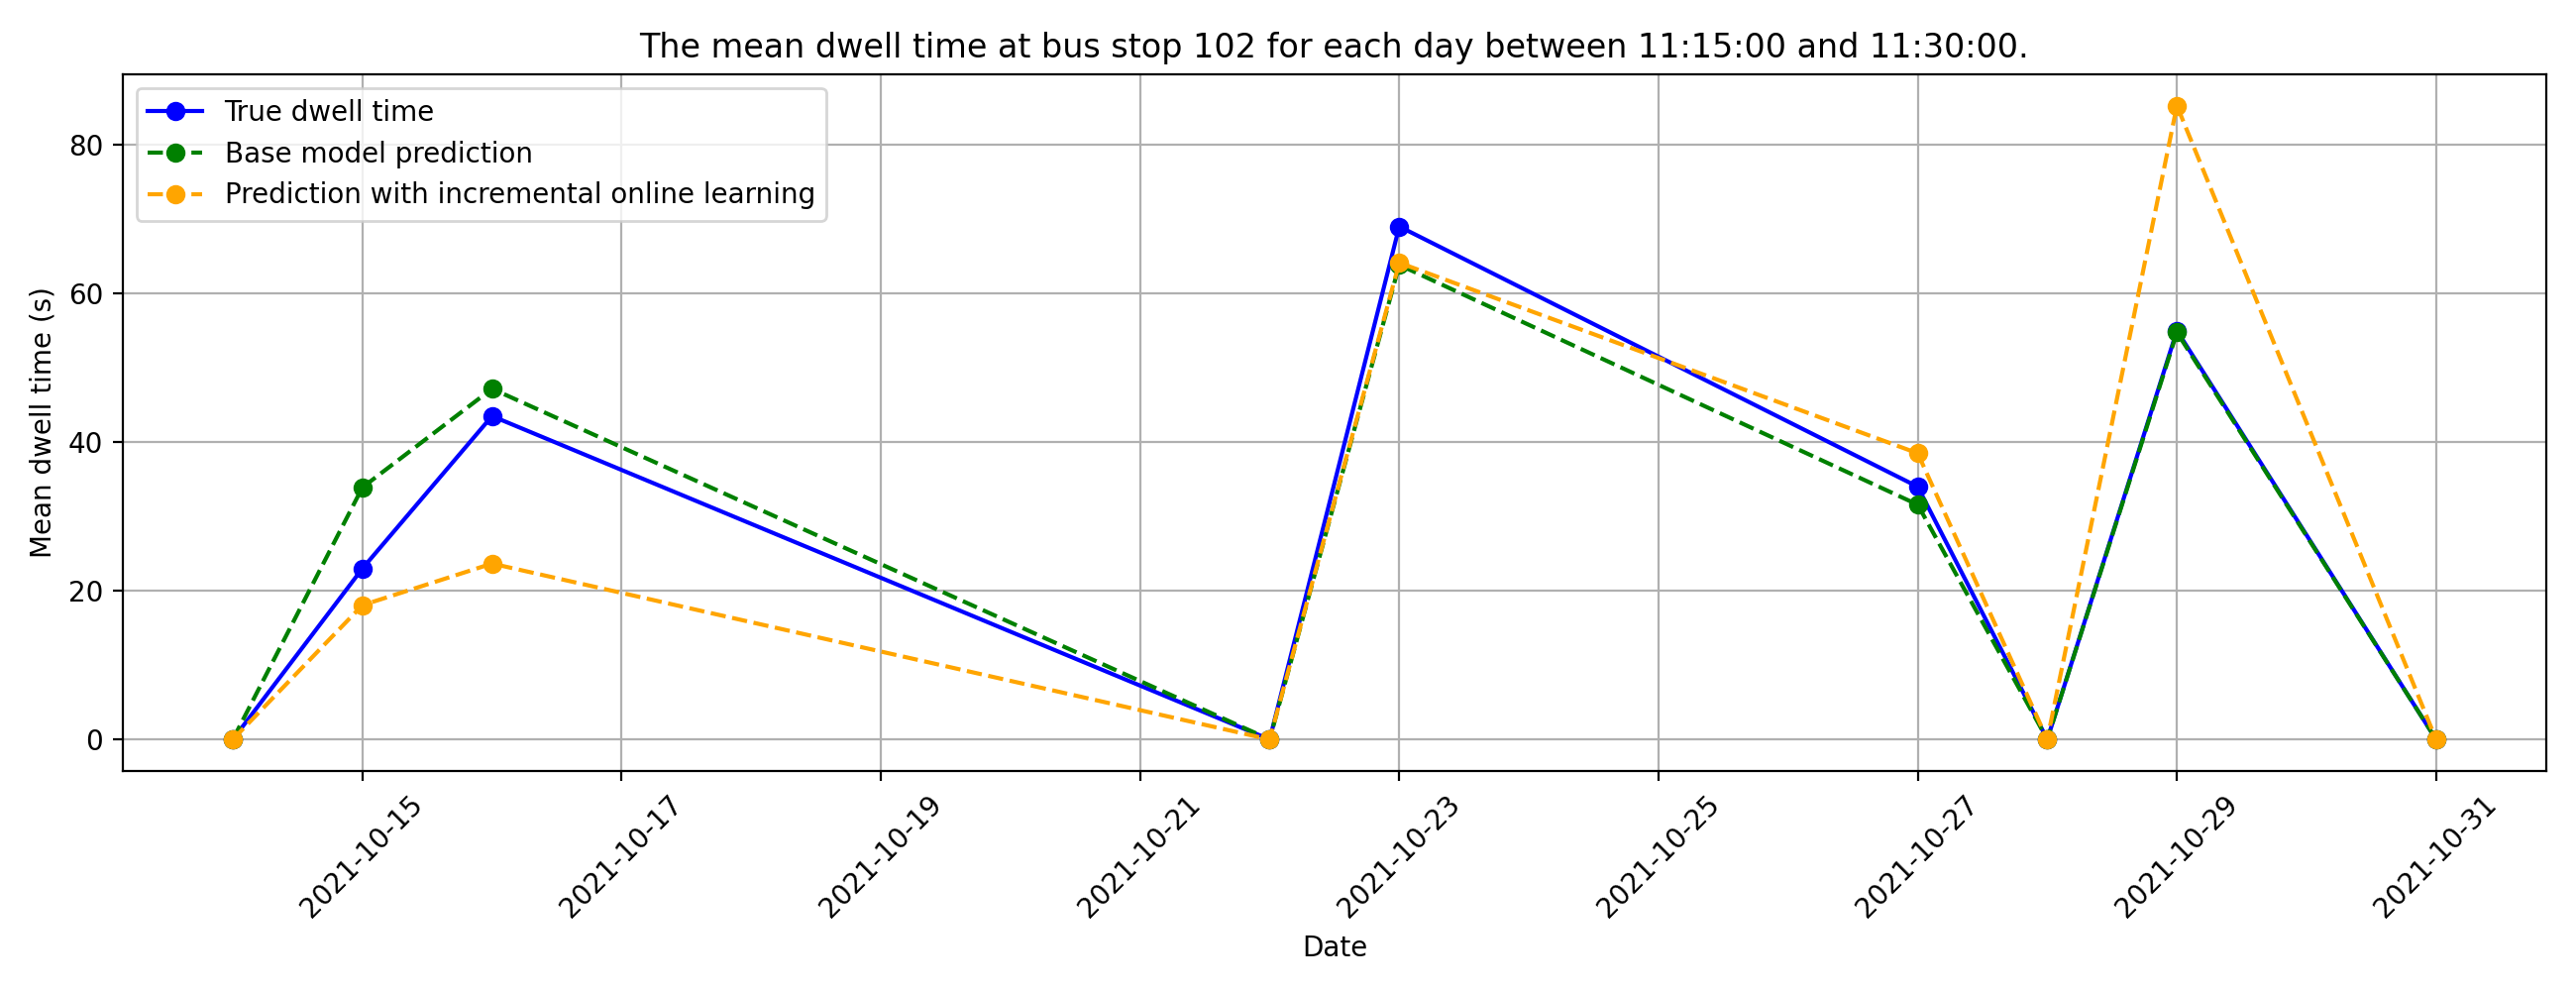 The mean dwell time at bus stop 102 for each day between 11:15:00 and 11:30:00.
True dwell time
Base model prediction
Prediction with incremental online learning
Mean dwell time (s)
80
60
40
20
0
2021-10-15
2021-10-17
2021-10-19
2021-10-21
2021-10-23
2021-10-25
2021-10-27
2021-10-29
2021-10-31
Date